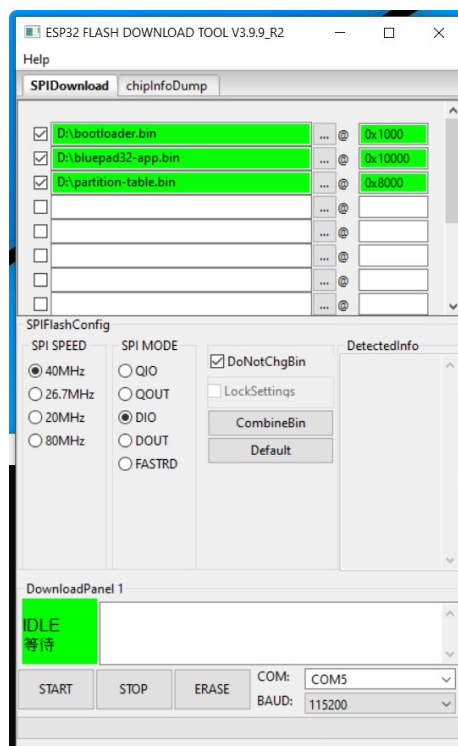 ESP32 FLASH DOWNLOAD TOOL V3.9.9_R2
Help
SPIDownload chipInfoDump
D:\bootloader.bin ... @ 0x1000
D:\bluepad32-app.bin ... @ 0x10000
D:\partition-table.bin ... @ 0x8000
... @
... @
... @
... @
... @
SPIFlashConfig
SPI SPEED
40MHz
26.7MHz
20MHz
80MHz
SPI MODE
QIO
QOUT
DIO
DOUT
FASTRD
DoNotChgBin
LockSettings
CombineBin
Default
DetectedInfo
DownloadPanel 1
IDLE
等待
START STOP ERASE
COM: COM5
BAUD: 115200